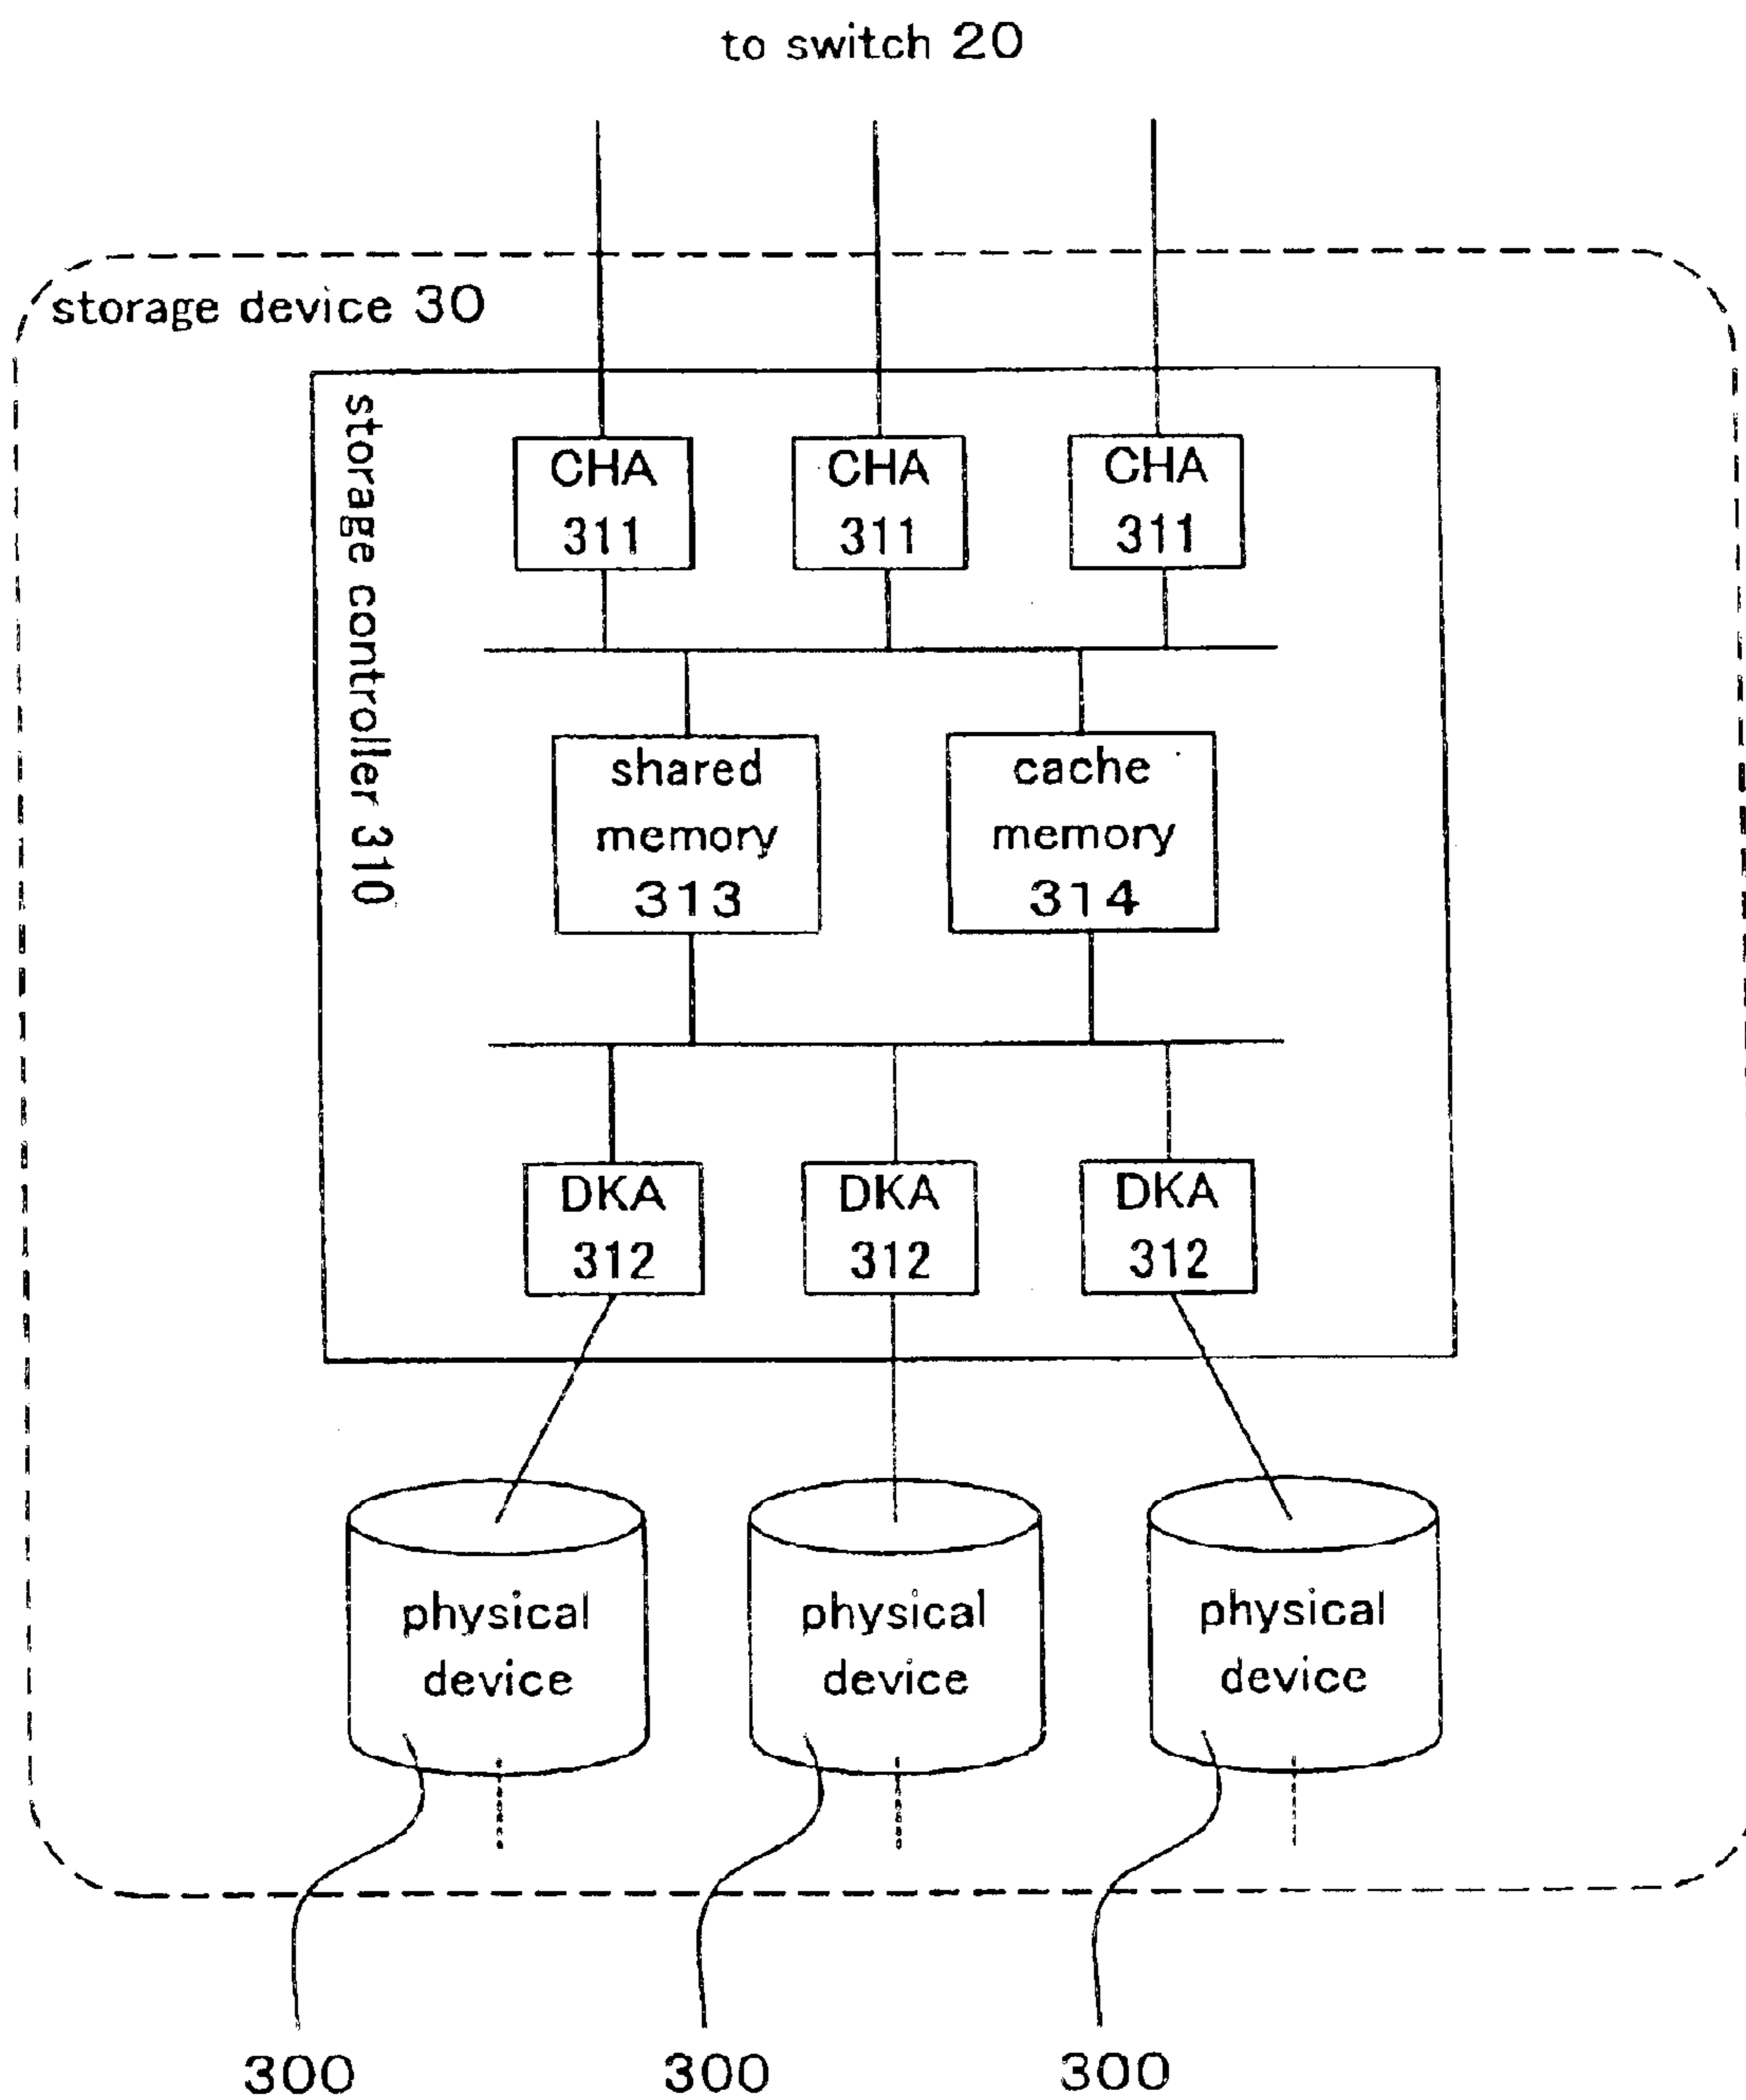 to switch 20
storage device 30
storage controller 310
CHA
311
CHA
311
CHA
311
shared
memory
313
cache
memory
314
DKA
312
DKA
312
DKA
312
physical
device
physical
device
physical
device
300
300
300